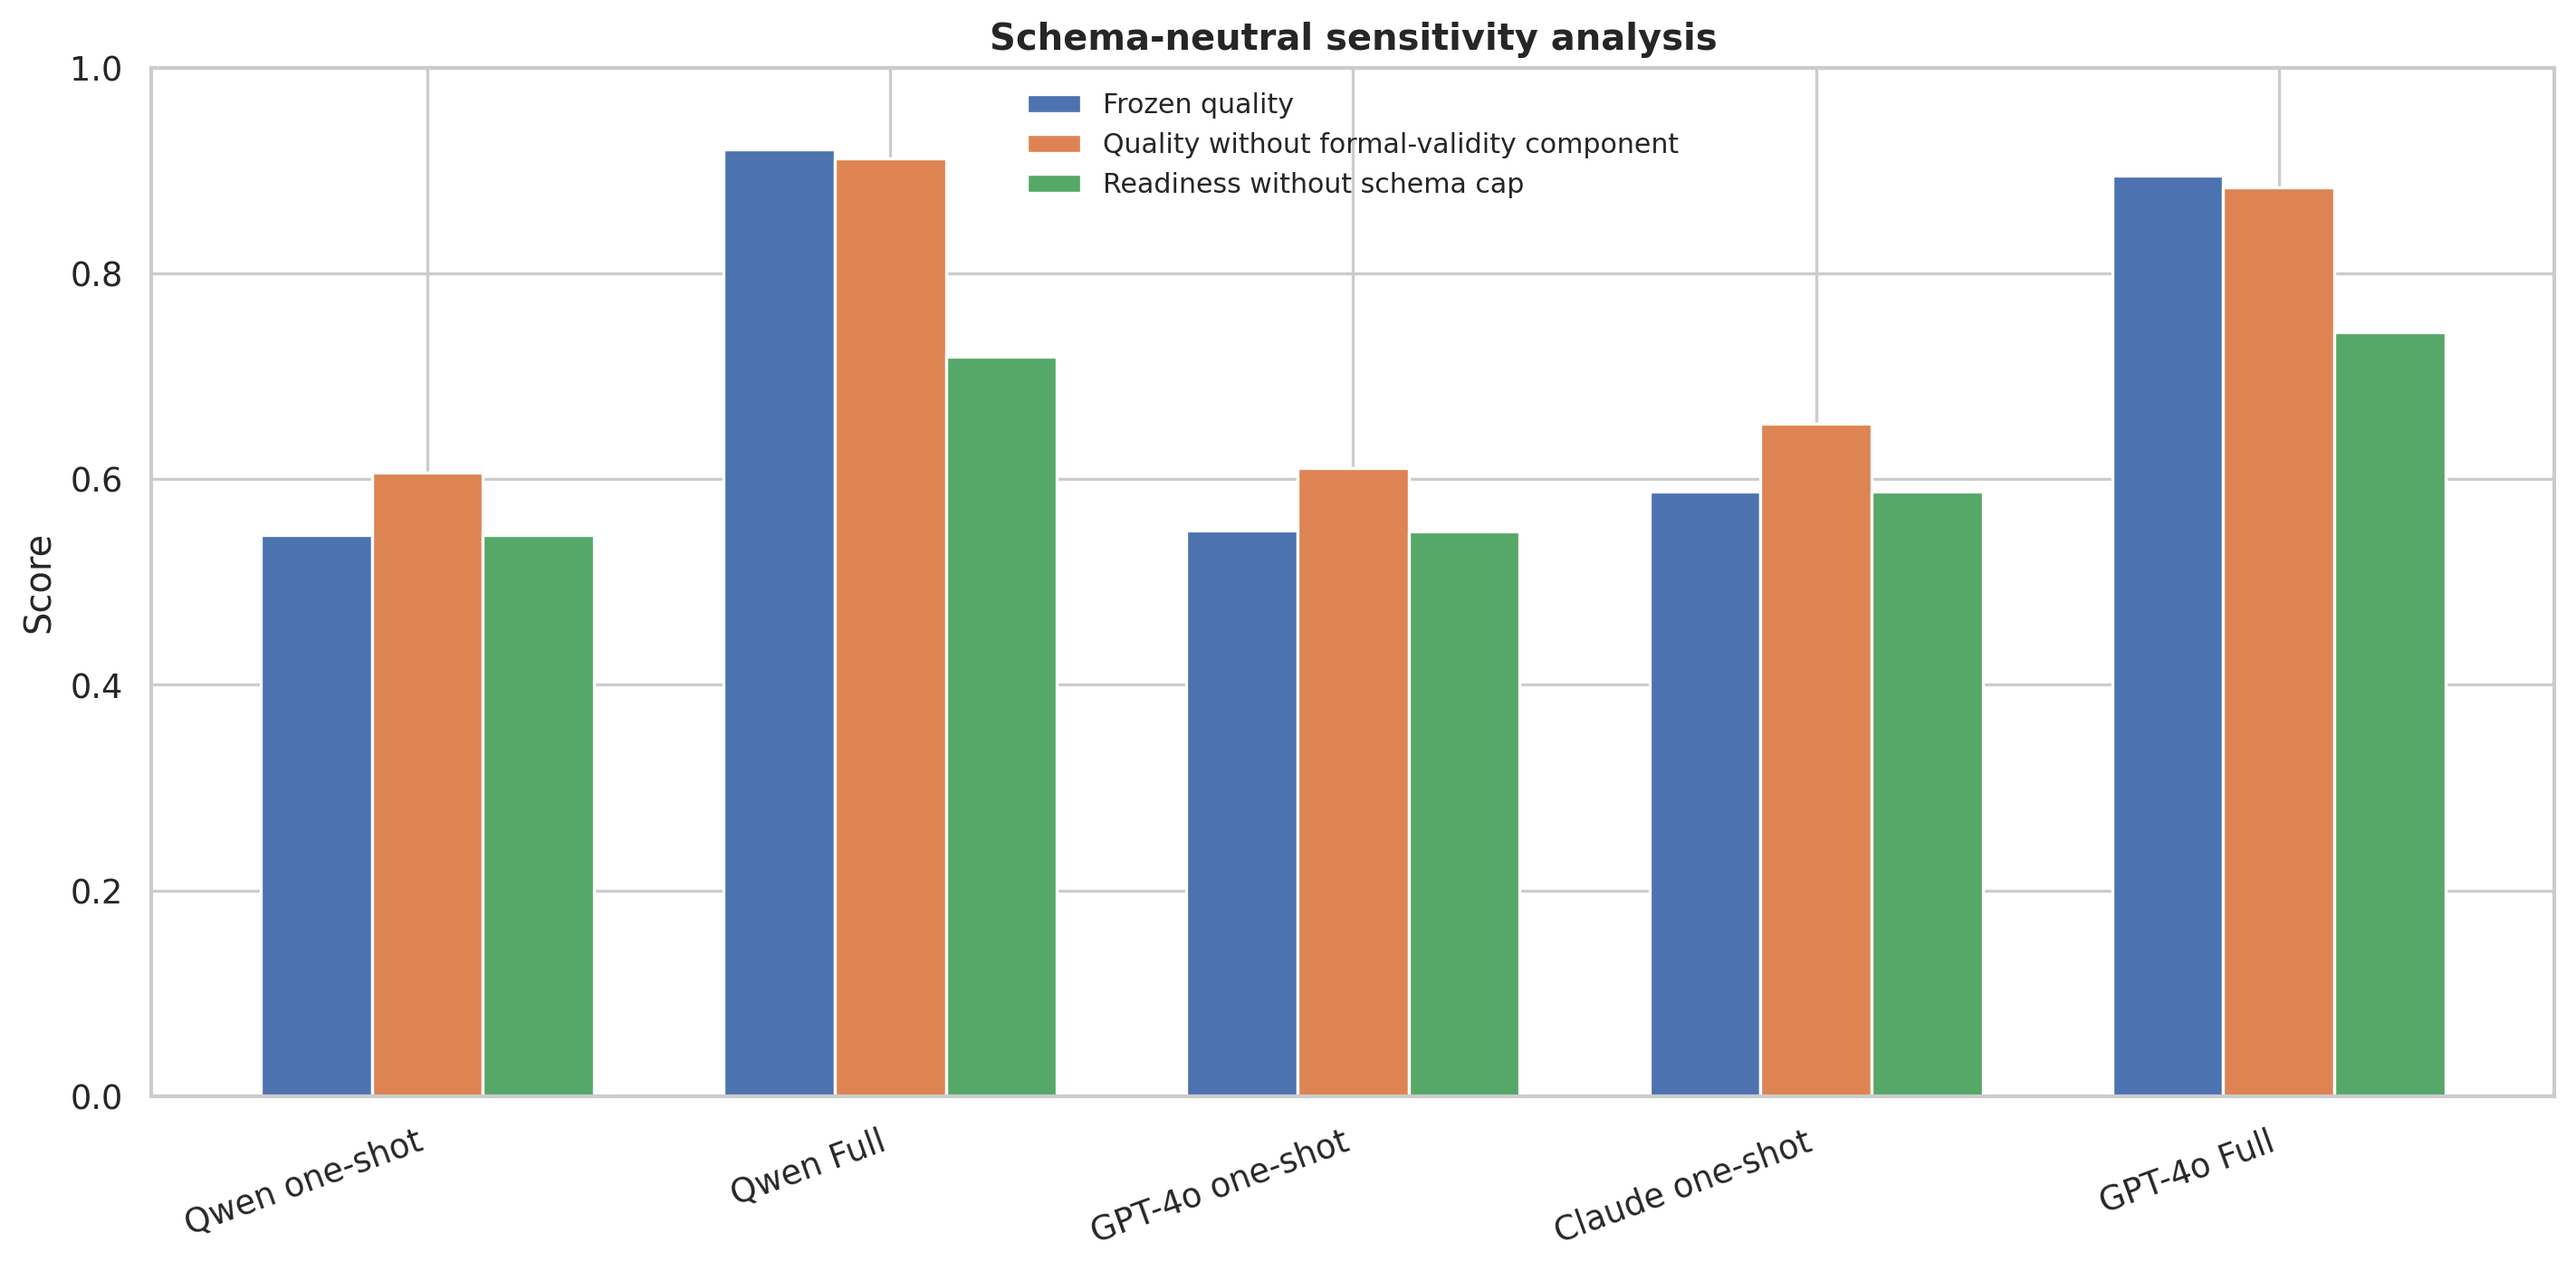 Schema-neutral sensitivity analysis
1.0
0.8
0.6
0.4
0.2
0.0
Score
Frozen quality
Quality without formal-validity component
Readiness without schema cap
Qwen one-shot
Qwen Full
GPT-4o one-shot
Claude one-shot
GPT-4o Full